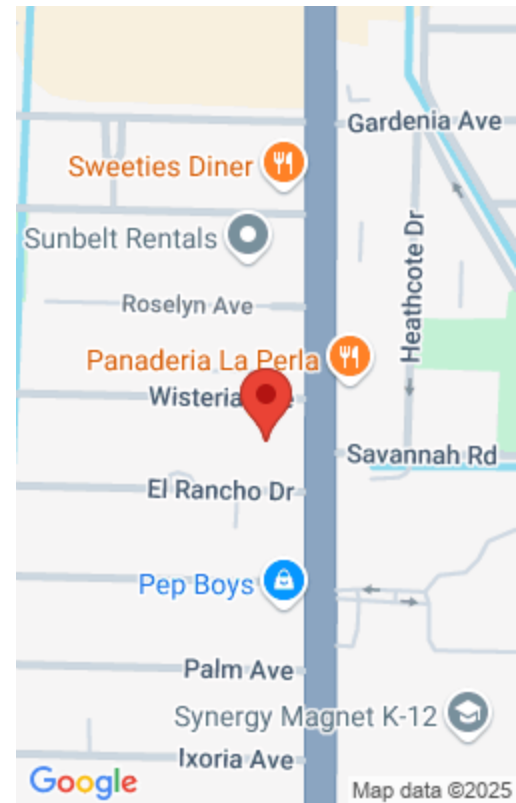 Gardenia Ave
Sweeties Diner
Sunbelt Rentals
Heathcote Dr
Roselyn Ave
Panaderia La Perla
Wisteria
Savannah Rd
El Rancho Dr
Pep Boys
Palm Ave
Synergy Magnet K-12
Ixoria Ave
Google
Map data ©2025